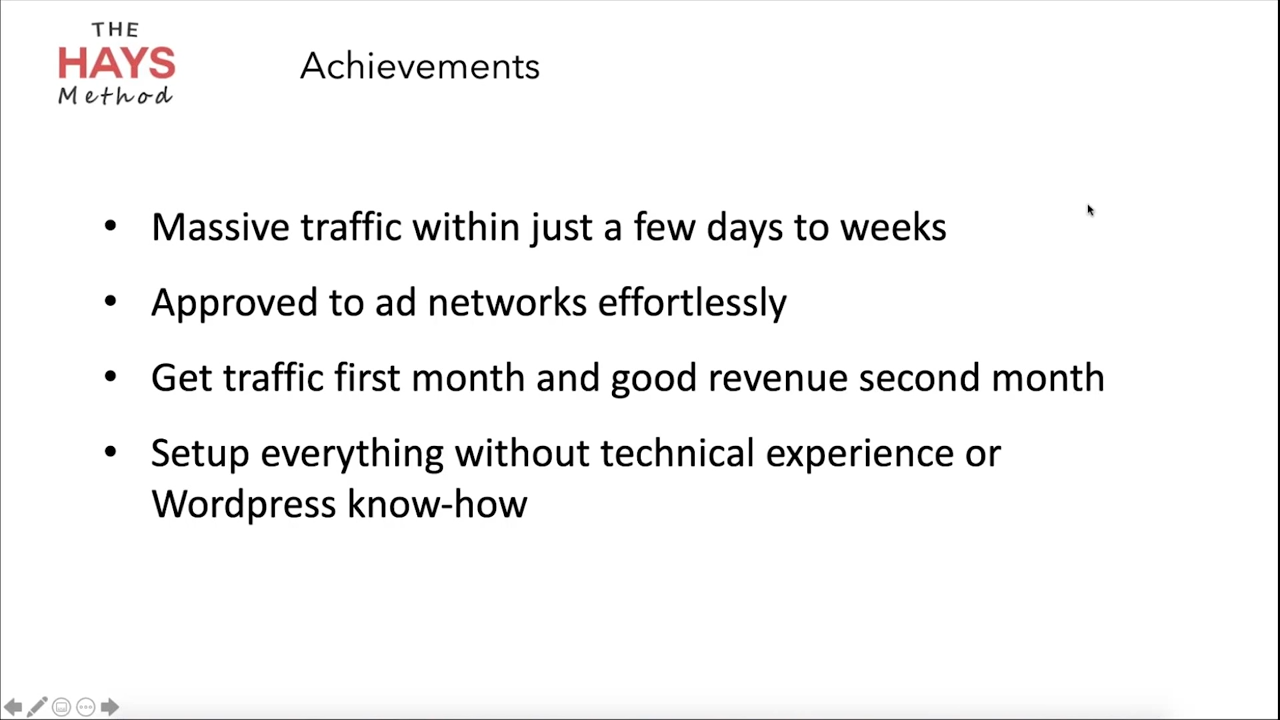 THE
HAYS
Method
Achievements
• Massive traffic within just a few days to weeks
• Approved to ad networks effortlessly
• Get traffic first month and good revenue second month
• Setup everything without technical experience or
Wordpress know-how